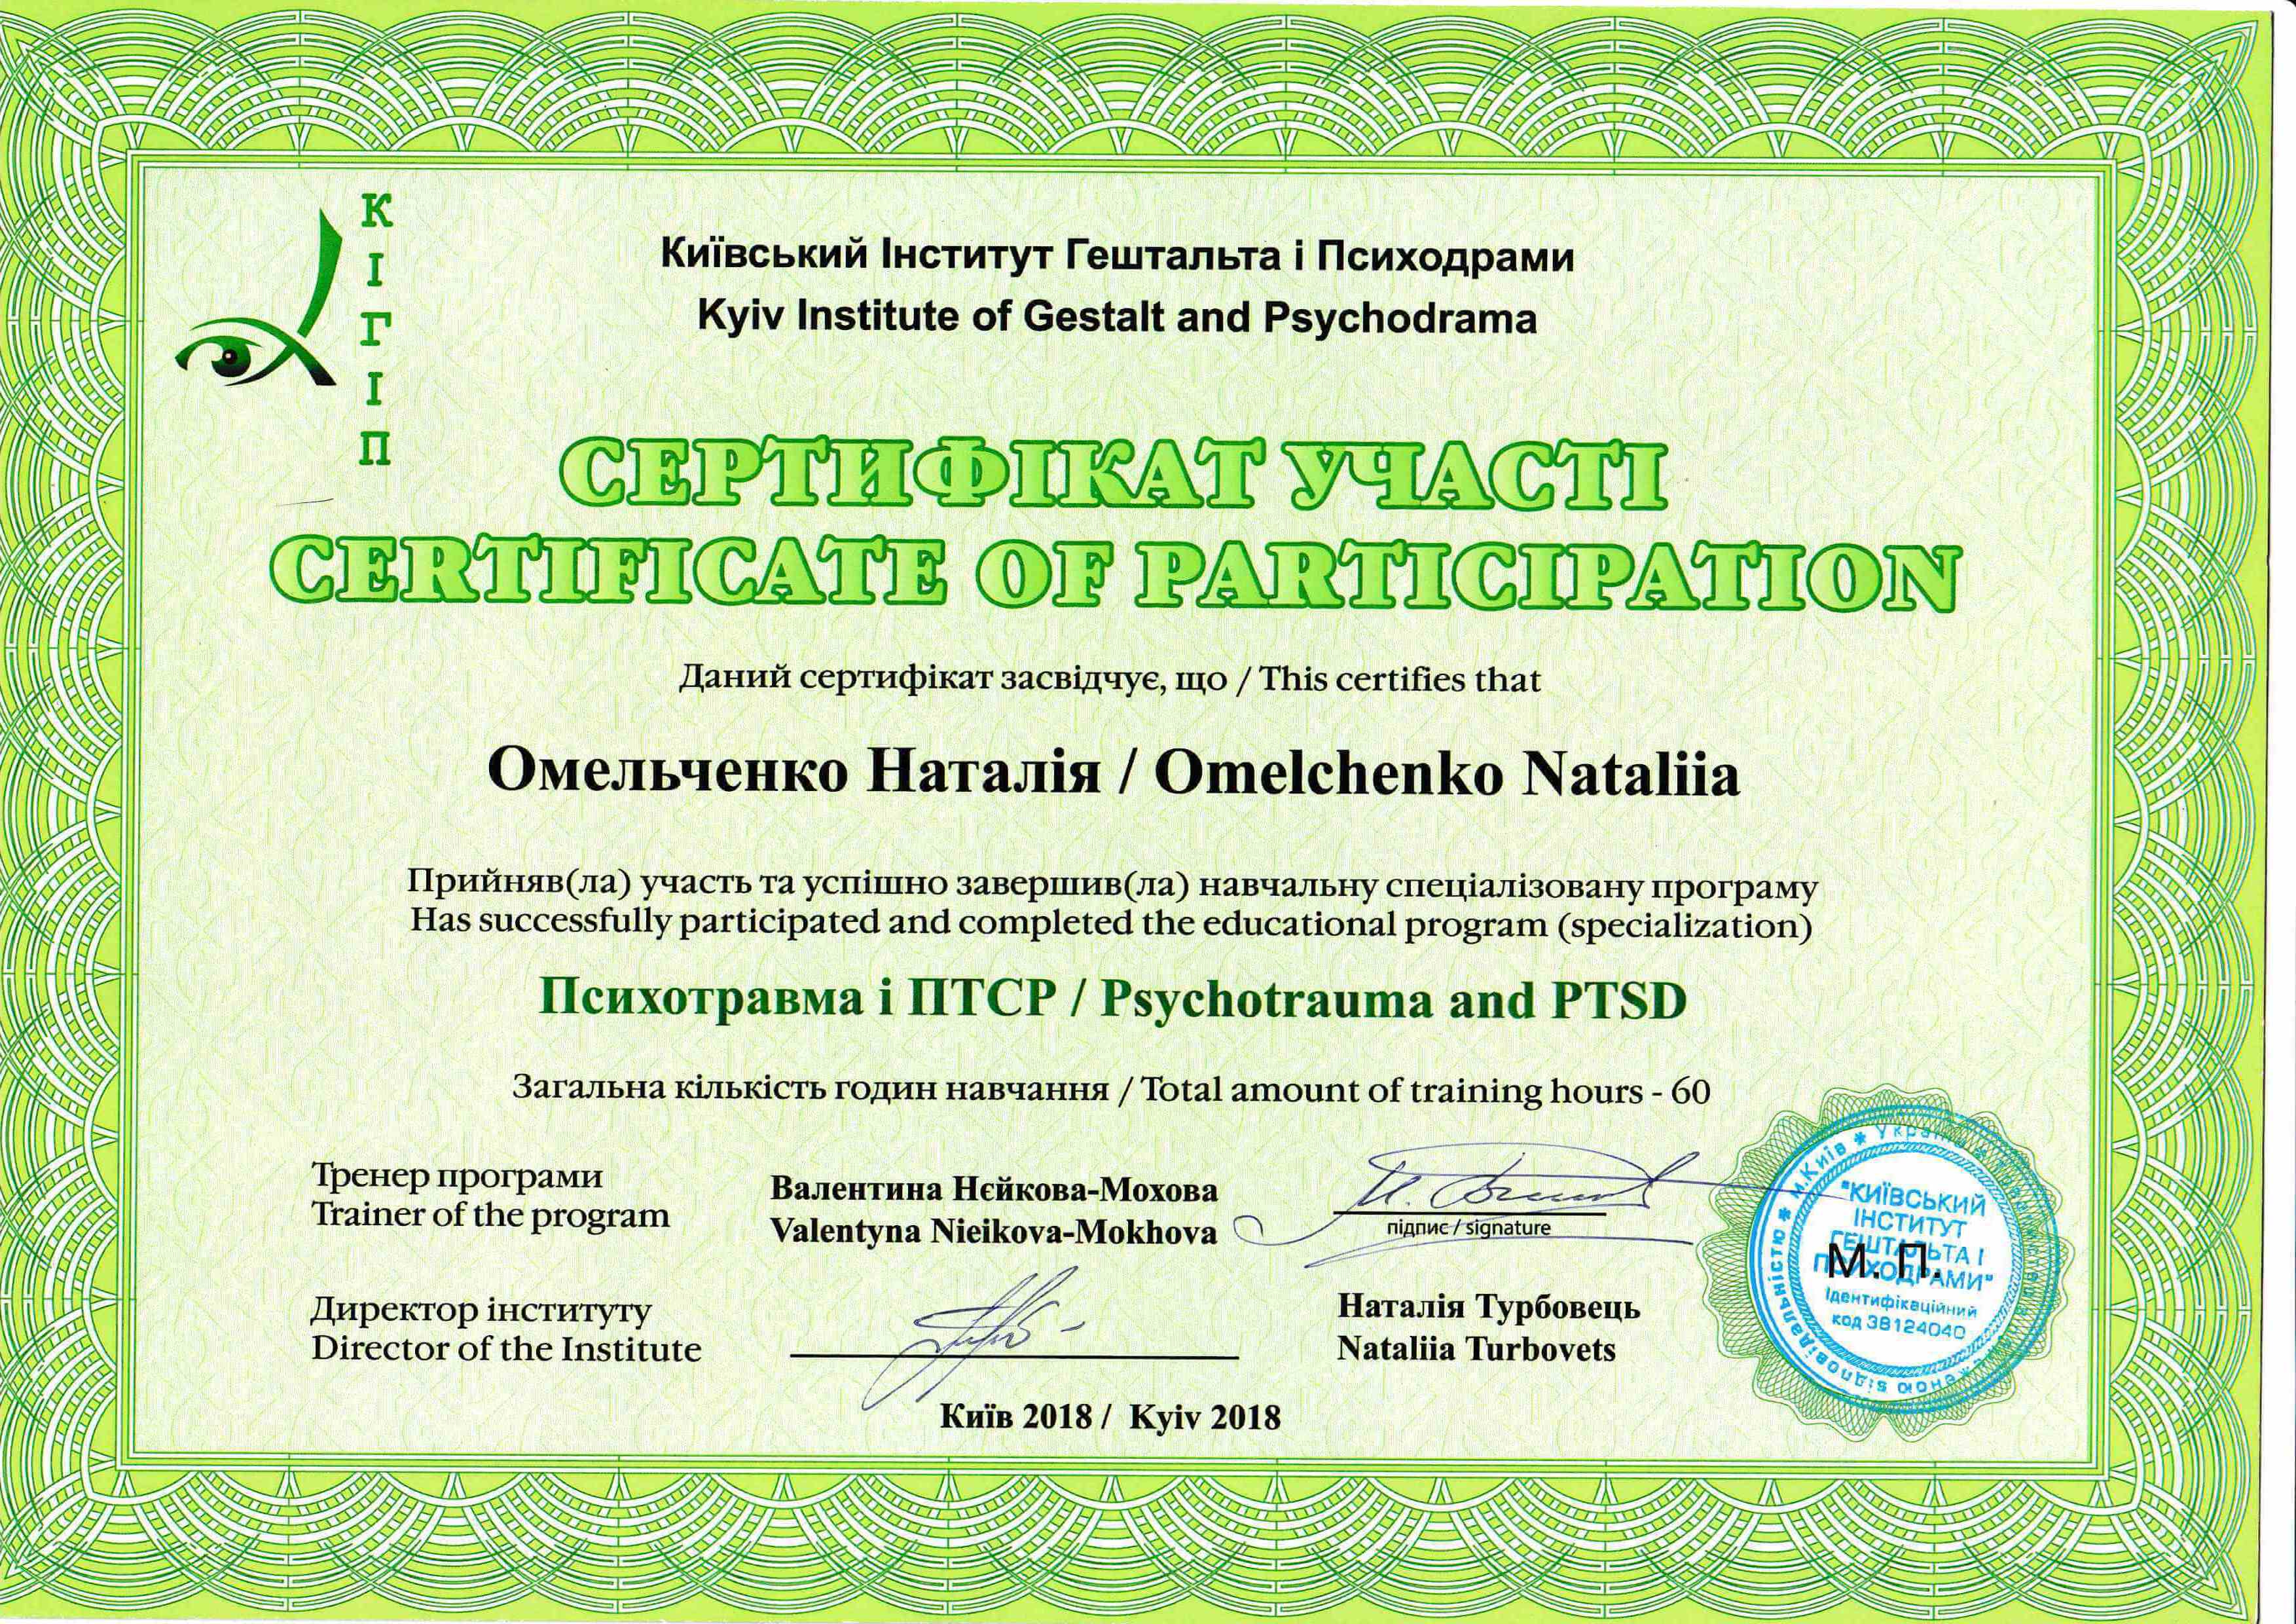 КІГІП
Київський Інститут Гештальта і Психодрами
Kyiv Institute of Gestalt and Psychodrama
СЕРТИФІКАТ УЧАСТІ
CERTIFICATE OF PARTICIPATION
Даний сертифікат засвідчує, що / This certifies that
Омельченко Наталія / Omelchenko Nataliia
Прийняв(ла) участь та успішно завершив(ла) навчальну спеціалізовану програму
Has successfully participated and completed the educational program (specialization)
Психотравма і ПТСР / Psychotrauma and PTSD
Загальна кількість годин навчання / Total amount of training hours - 60
Тренер програми
Trainer of the program
Валентина Нєйкова-Мохова
Valentyna Nieikova-Mokhova
підпис / signature
Директор інституту
Director of the Institute
Наталія Турбовець
Nataliia Turbovets
Київ 2018 / Kyiv 2018
м.Київ * Україна *
відповідальністю *
"КИЇВСЬКИЙ
ІНСТИТУТ
ГЕШТАЛЬТА І
ПСИХОДРАМИ"
Ідентифікаційний
код 38124040
М. П.